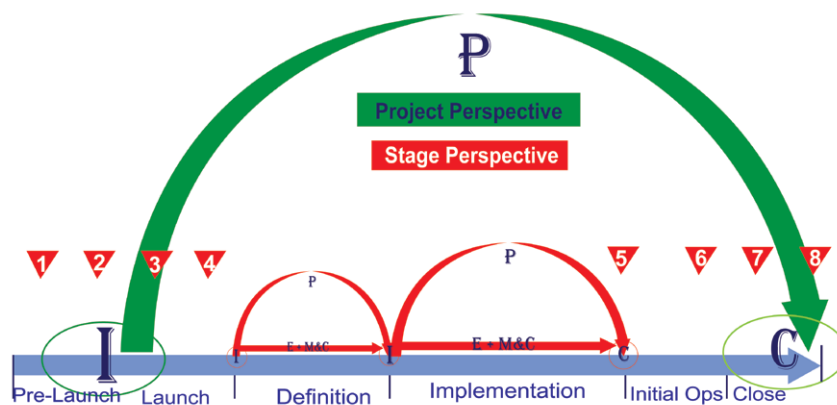 P
Project Perspective
Stage Perspective
1 2 3 4 5 6 7 8
P P
I I E + M&C I E + M&C C C
Pre-Launch Launch Definition Implementation Initial Ops Close